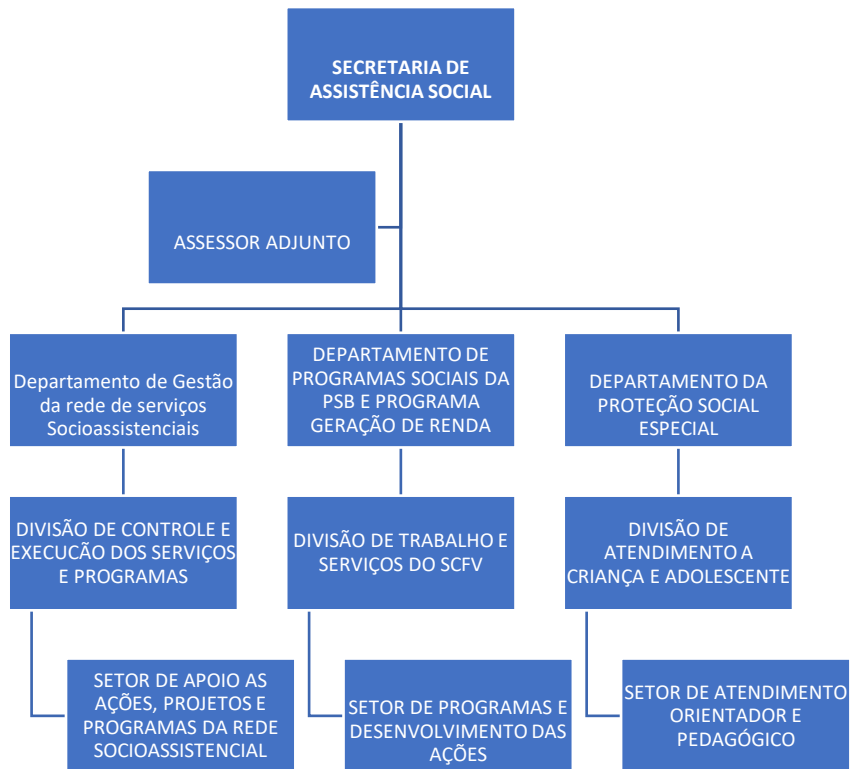 SECRETARIA DE
ASSISTÊNCIA SOCIAL
ASSESSOR ADJUNTO
Departamento de Gestão
da rede de serviços
Socioassistenciais
DEPARTAMENTO DE
PROGRAMAS SOCIAIS DA
PSB E PROGRAMA
GERAÇÃO DE RENDA
DEPARTAMENTO DA
PROTEÇÃO SOCIAL
ESPECIAL
DIVISÃO DE CONTROLE E
EXECUCÃO DOS SERVIÇOS
E PROGRAMAS
DIVISÃO DE TRABALHO E
SERVIÇOS DO SCFV
DIVISÃO DE
ATENDIMENTO A
CRIANÇA E ADOLESCENTE
SETOR DE APOIO AS
AÇÕES, PROJETOS E
PROGRAMAS DA REDE
SOCIOASSISTENCIAL
SETOR DE PROGRAMAS E
DESENVOLVIMENTO DAS
AÇÕES
SETOR DE ATENDIMENTO
ORIENTADOR E
PEDAGÓGICO